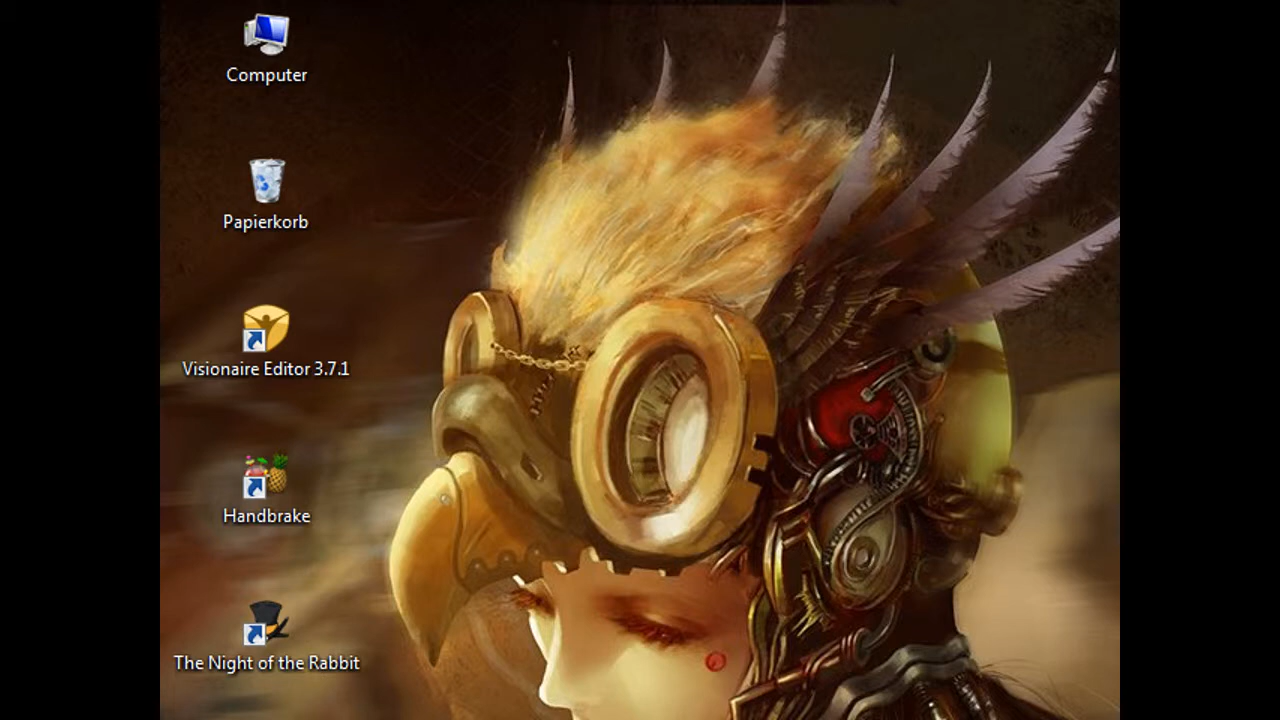 Computer
Papierkorb
Visionaire Editor 3.7.1
Handbrake
The Night of the Rabbit